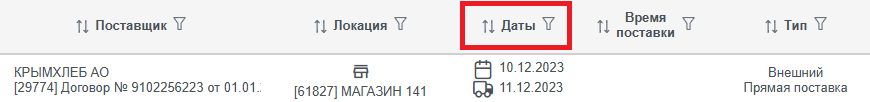 Поставщик Локация Даты Время поставки Тип
КРЫМХЛЕБ АО 10.12.2023 Внешний
[29774] Договор № 9102256223 от 01.01. [61827] МАГАЗИН 141 11.12.2023 Прямая поставка